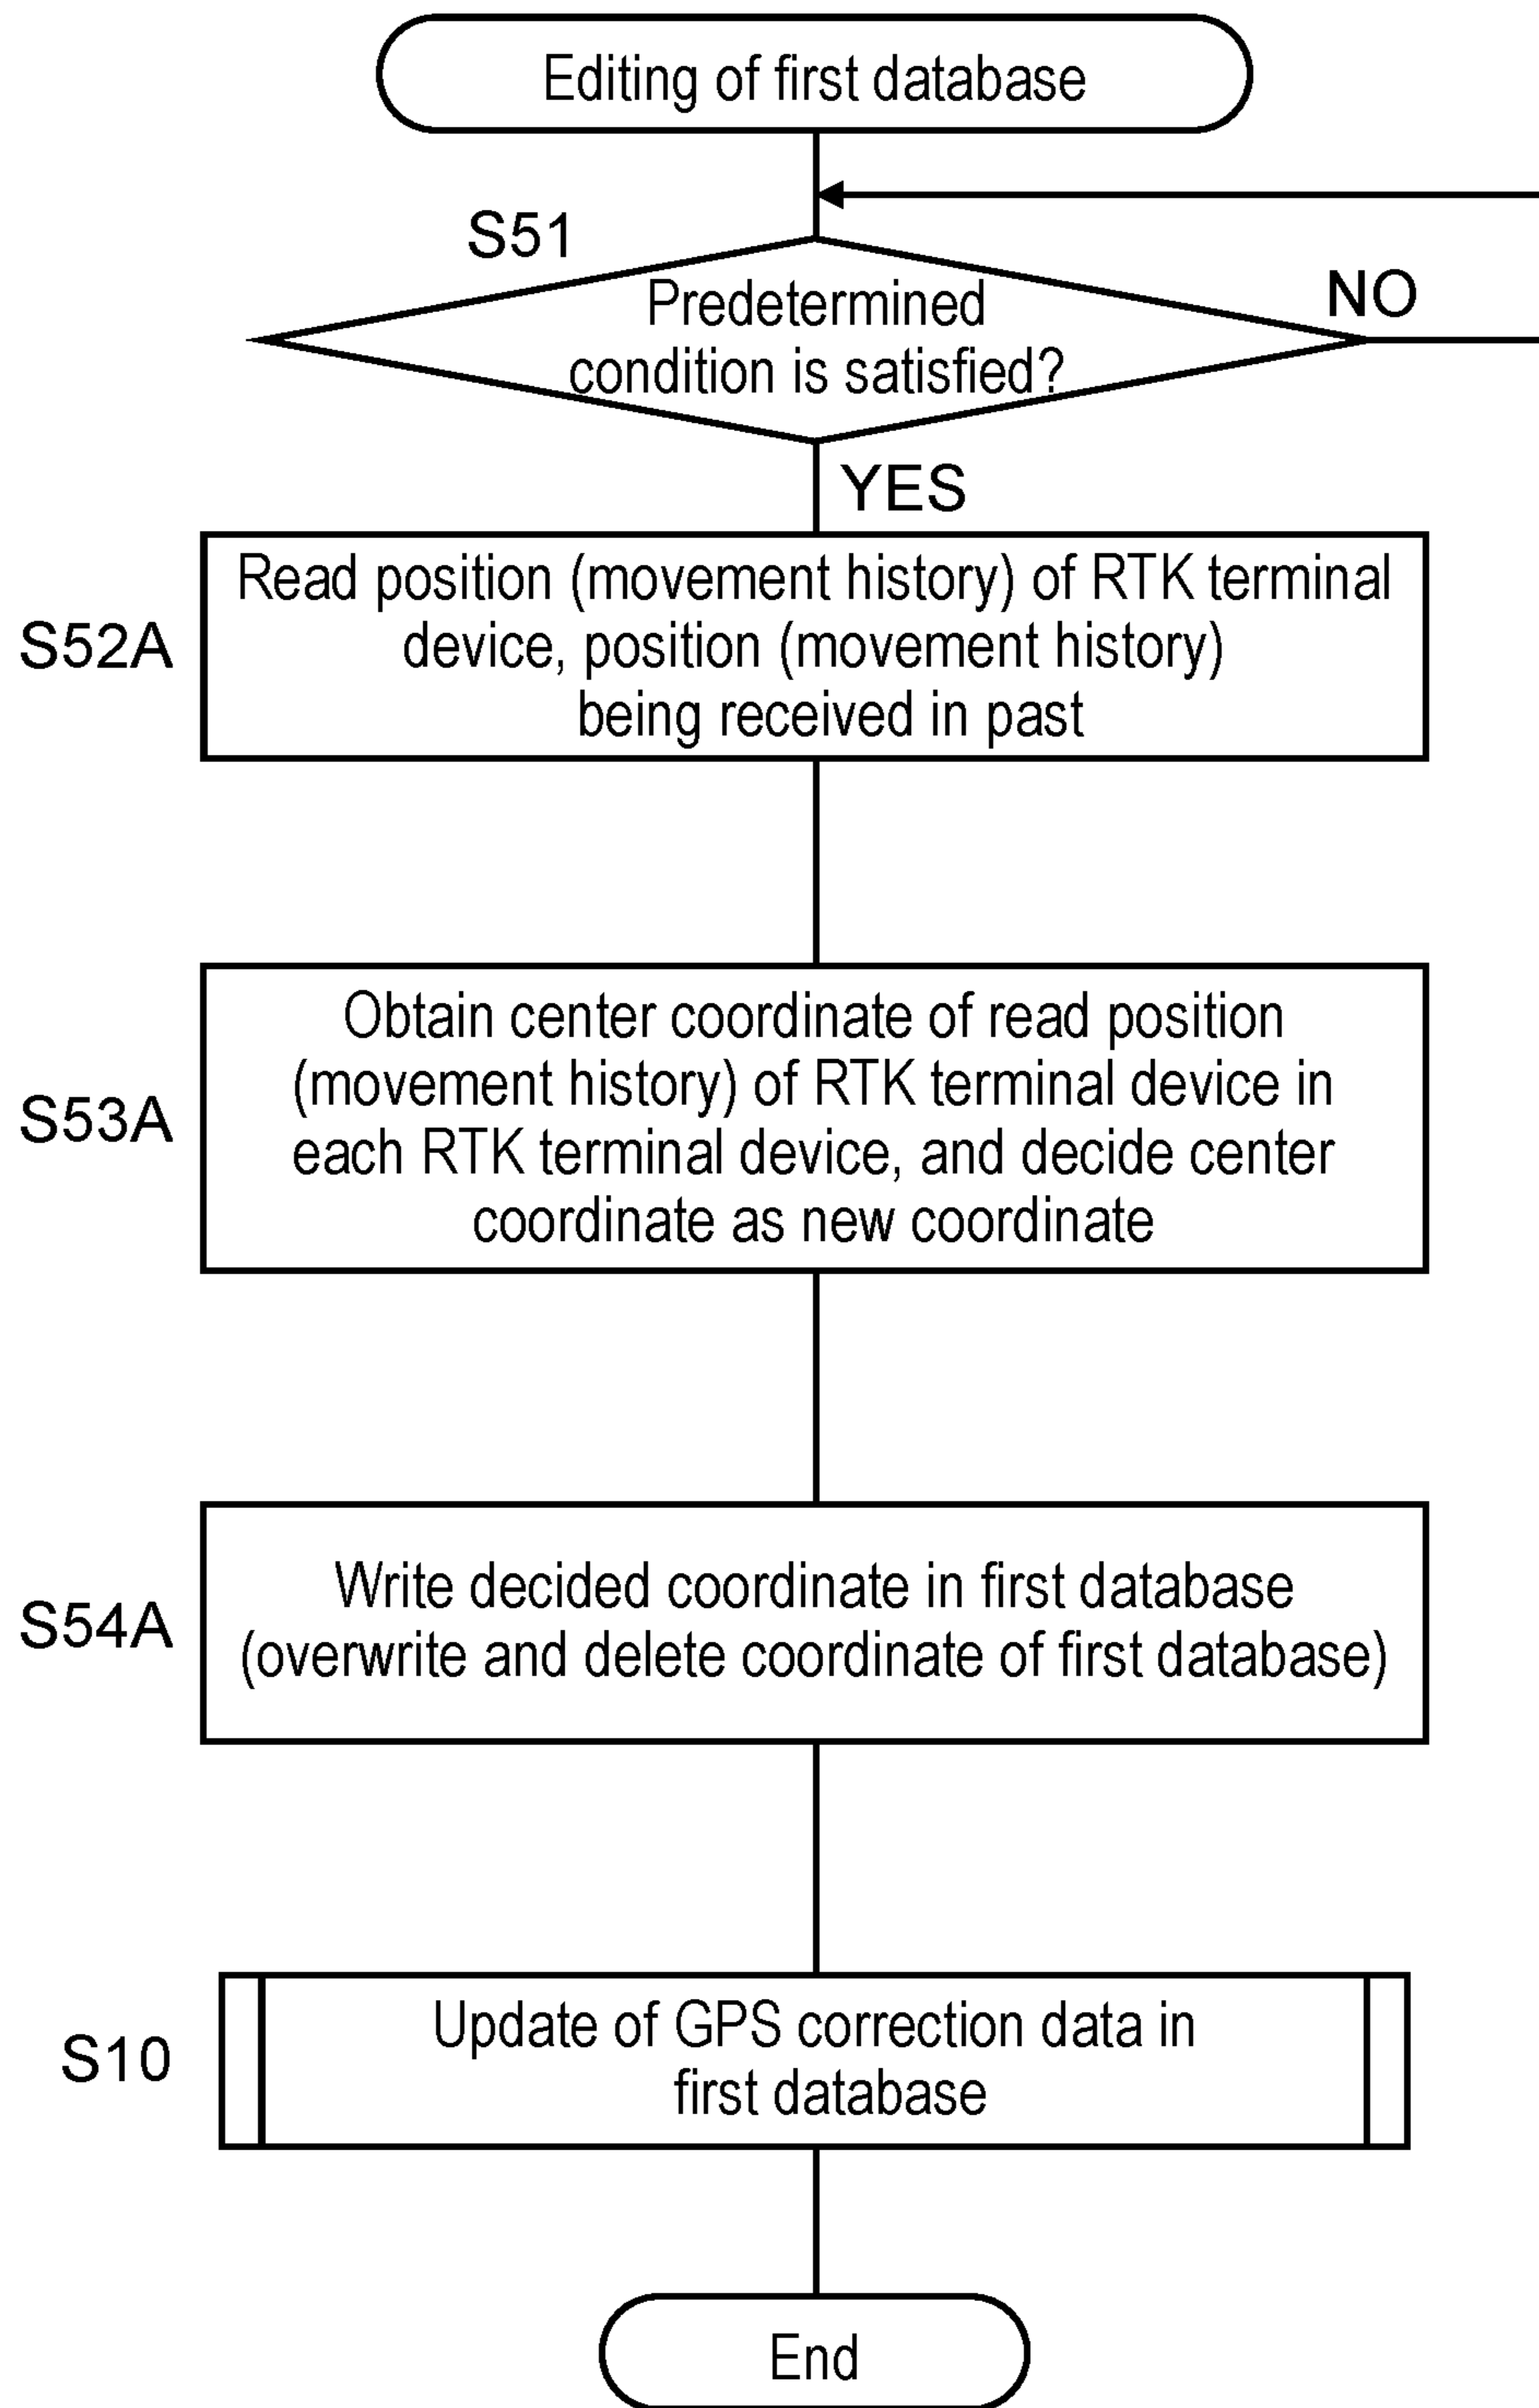 Editing of first database
S51
Predetermined
condition is satisfied?
NO
YES
S52A
Read position (movement history) of RTK terminal
device, position (movement history)
being received in past
S53A
Obtain center coordinate of read position
(movement history) of RTK terminal device in
each RTK terminal device, and decide center
coordinate as new coordinate
S54A
Write decided coordinate in first database
(overwrite and delete coordinate of first database)
S10
Update of GPS correction data in
first database
End